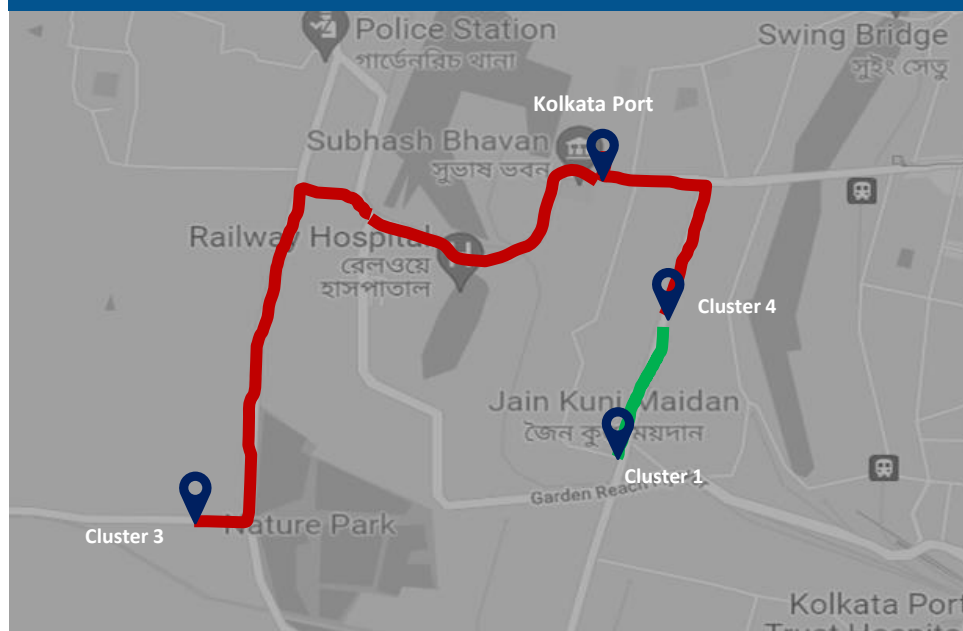 Police Station
গার্ডেনরিচ থানা
Swing Bridge
সুইং সেতু
Kolkata Port
Subhash Bhavan
সুভাষ ভবন
Railway Hospital
রেলওয়ে
হাসপাতাল
Cluster 4
Jain Kunj Maidan
জৈন ময়দান
Cluster 1
Garden Reach
Cluster 3
Nature Park
Kolkata Port
Trust Hospital